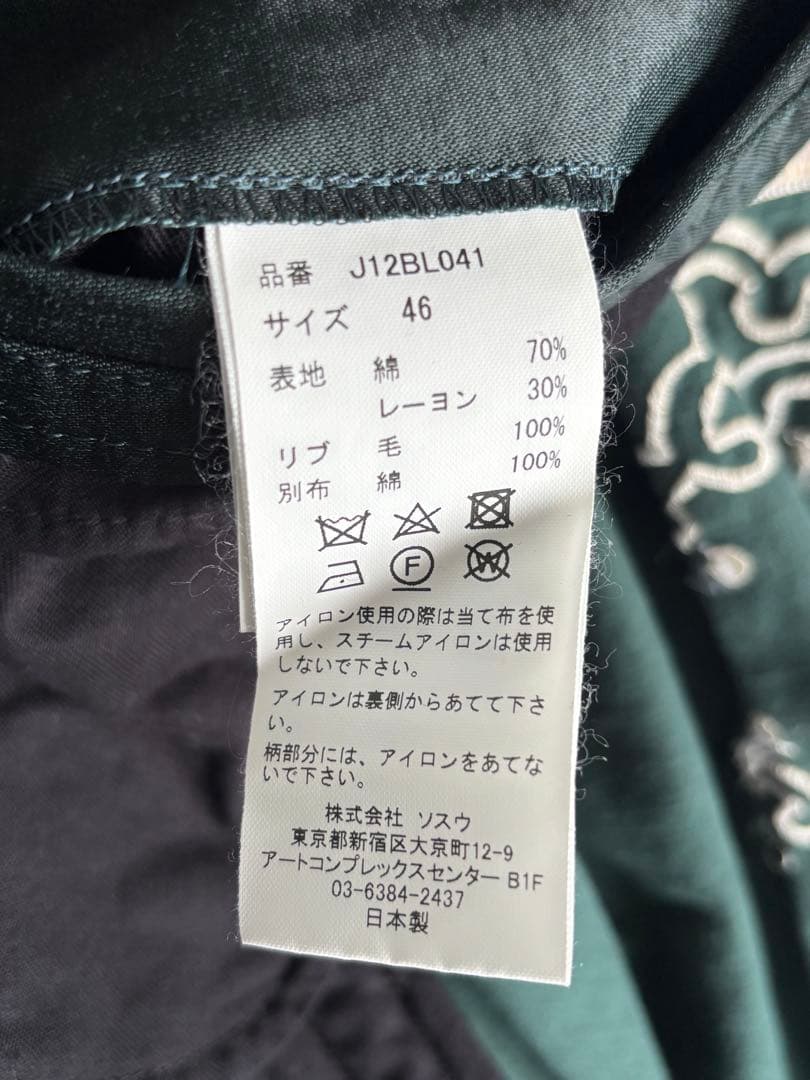 品番 J12BL041
サイズ 46
表地 綿 70%
レーヨン 30%
リブ 毛 100%
別布 綿 100%
F W
アイロン使用の際は当て布を使
用し、スチームアイロンは使用
しないで下さい。
アイロンは裏側からあてて下さ
い。
柄部分には、アイロンをあてな
いで下さい。
株式会社 ソスウ
東京都新宿区大京町12-9
アートコンプレックスセンター B1F
03-6384-2437
日本製